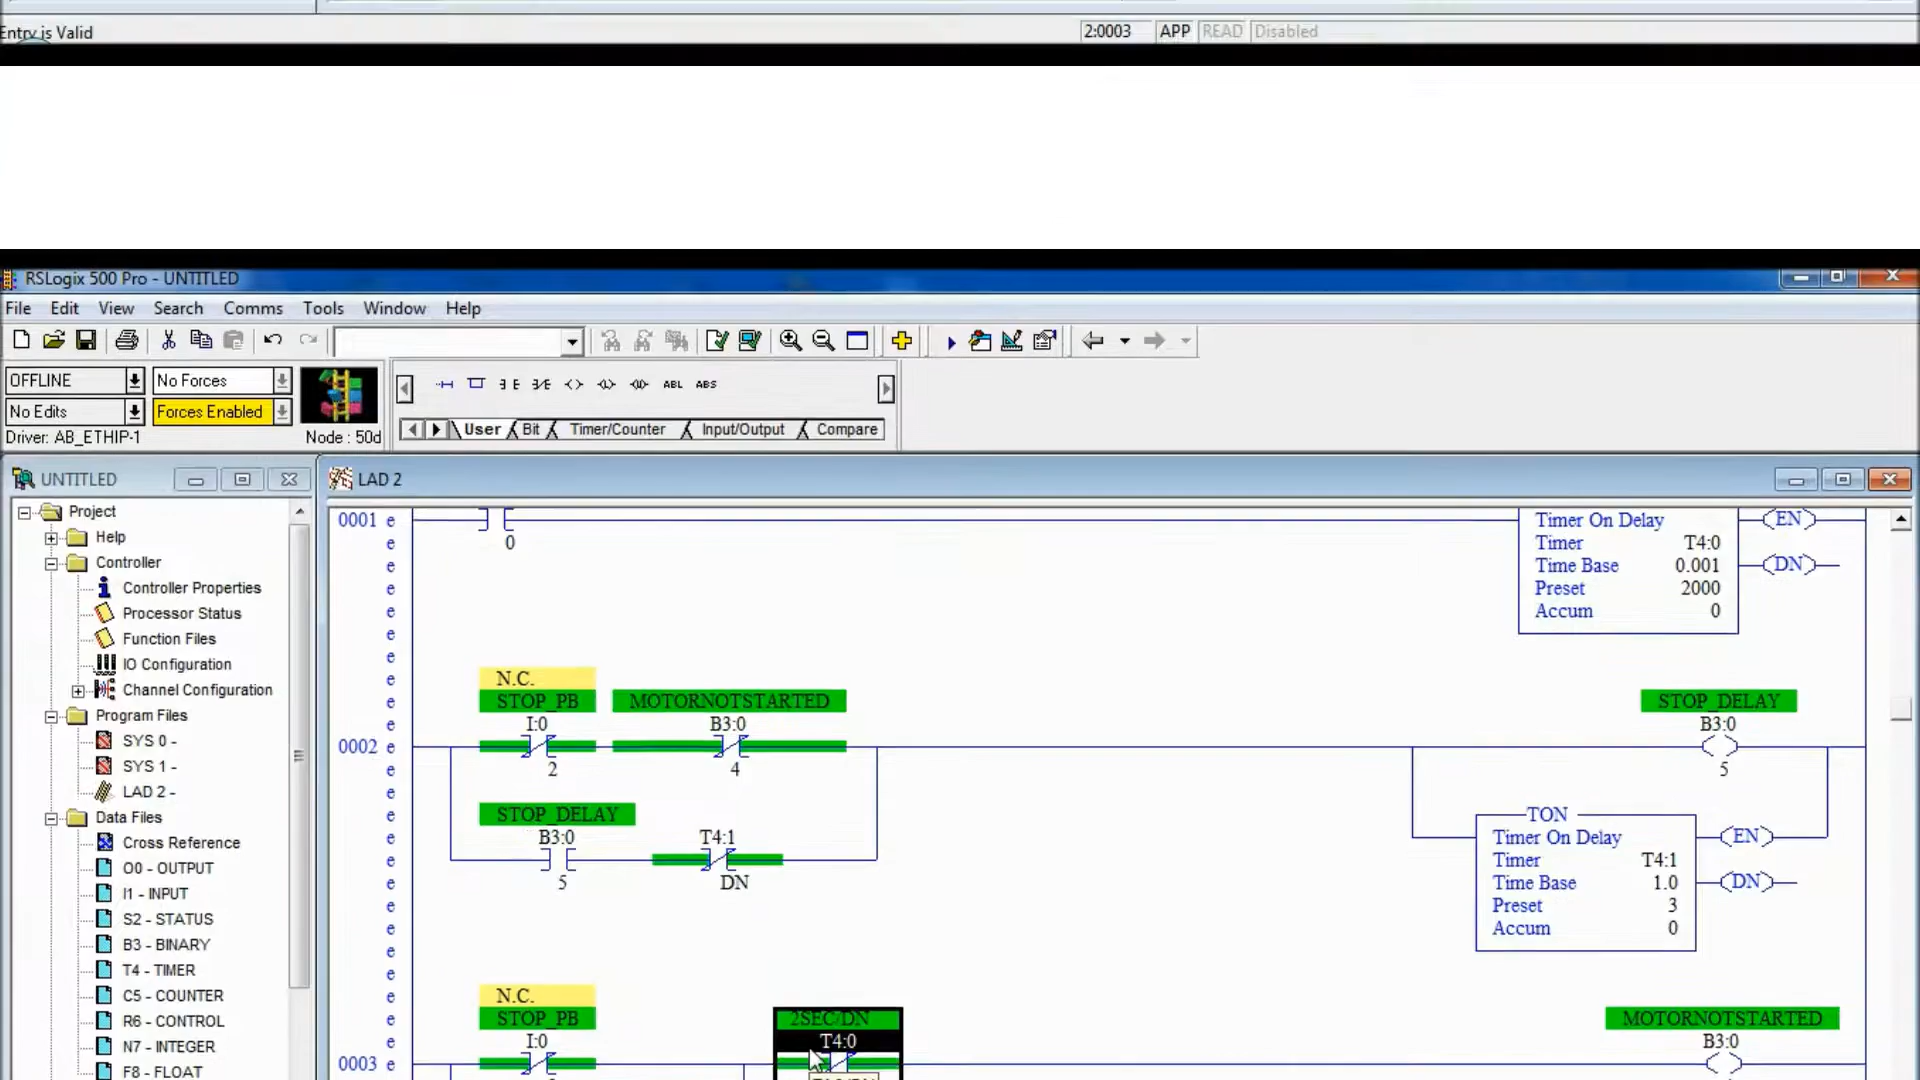 Entry is Valid
2:0003 APP READ Disabled
RSLogix 500 Pro - UNTITLED
File Edit View Search Comms Tools Window Help
OFFLINE No Forces
No Edits Forces Enabled
ABL ABS
Driver: AB_ETHIP-1 Node : 50d
User Bit Timer/Counter Input/Output Compare
UNTITLED
LAD 2
Project
Help
Controller
Controller Properties
Processor Status
Function Files
IO Configuration
Channel Configuration
Program Files
SYS 0 -
SYS 1 -
LAD 2 -
Data Files
Cross Reference
O0 - OUTPUT
I1 - INPUT
S2 - STATUS
B3 - BINARY
T4 - TIMER
C5 - COUNTER
R6 - CONTROL
N7 - INTEGER
F8 - FLOAT
0001 e
e
e
e
e
e
e
e
e
e
0002 e
e
e
e
e
e
e
e
e
e
e
e
e
e
0003 e
e
0
Timer On Delay EN
Timer T4:0
Time Base 0.001 DN
Preset 2000
Accum 0
N.C.
STOP_PB MOTORNOTSTARTED STOP_DELAY
I:0 B3:0 B3:0
2 4 5
STOP_DELAY
B3:0 T4:1
5 DN
TON
Timer On Delay EN
Timer T4:1
Time Base 1.0 DN
Preset 3
Accum 0
N.C.
STOP_PB 2SEC/DN MOTORNOTSTARTED
I:0 T4:0 B3:0